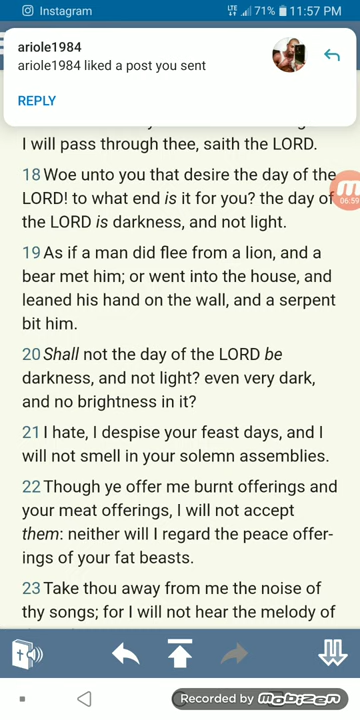 Instagram LTE 71% 11:57 PM
ariole1984
ariole1984 liked a post you sent
REPLY
I will pass through thee, saith the LORD.
18 Woe unto you that desire the day of the
LORD! to what end is it for you? the day of
the LORD is darkness, and not light.
06:59
19 As if a man did flee from a lion, and a
bear met him; or went into the house, and
leaned his hand on the wall, and a serpent
bit him.
20 Shall not the day of the LORD be
darkness, and not light? even very dark,
and no brightness in it?
21 I hate, I despise your feast days, and I
will not smell in your solemn assemblies.
22 Though ye offer me burnt offerings and
your meat offerings, I will not accept
them: neither will I regard the peace offer-
ings of your fat beasts.
23 Take thou away from me the noise of
thy songs; for I will not hear the melody of
Recorded by mobizen